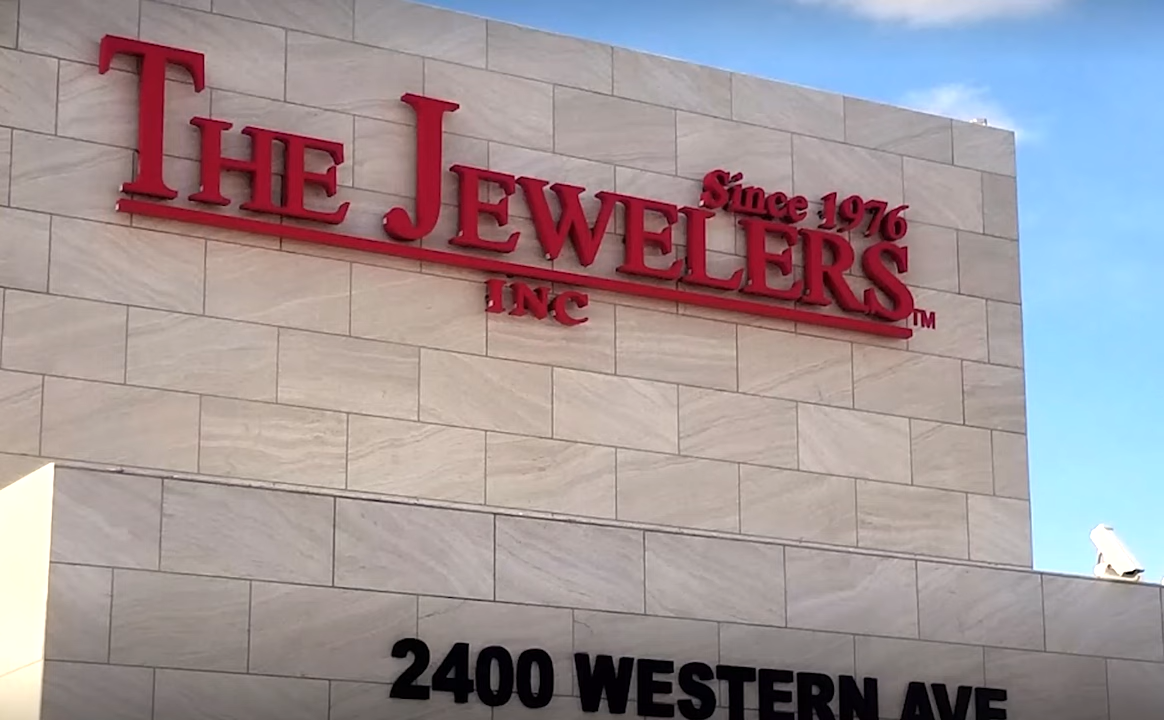 THE JEWELERS
Since 1976
INC
TM
2400 WESTERN AVE